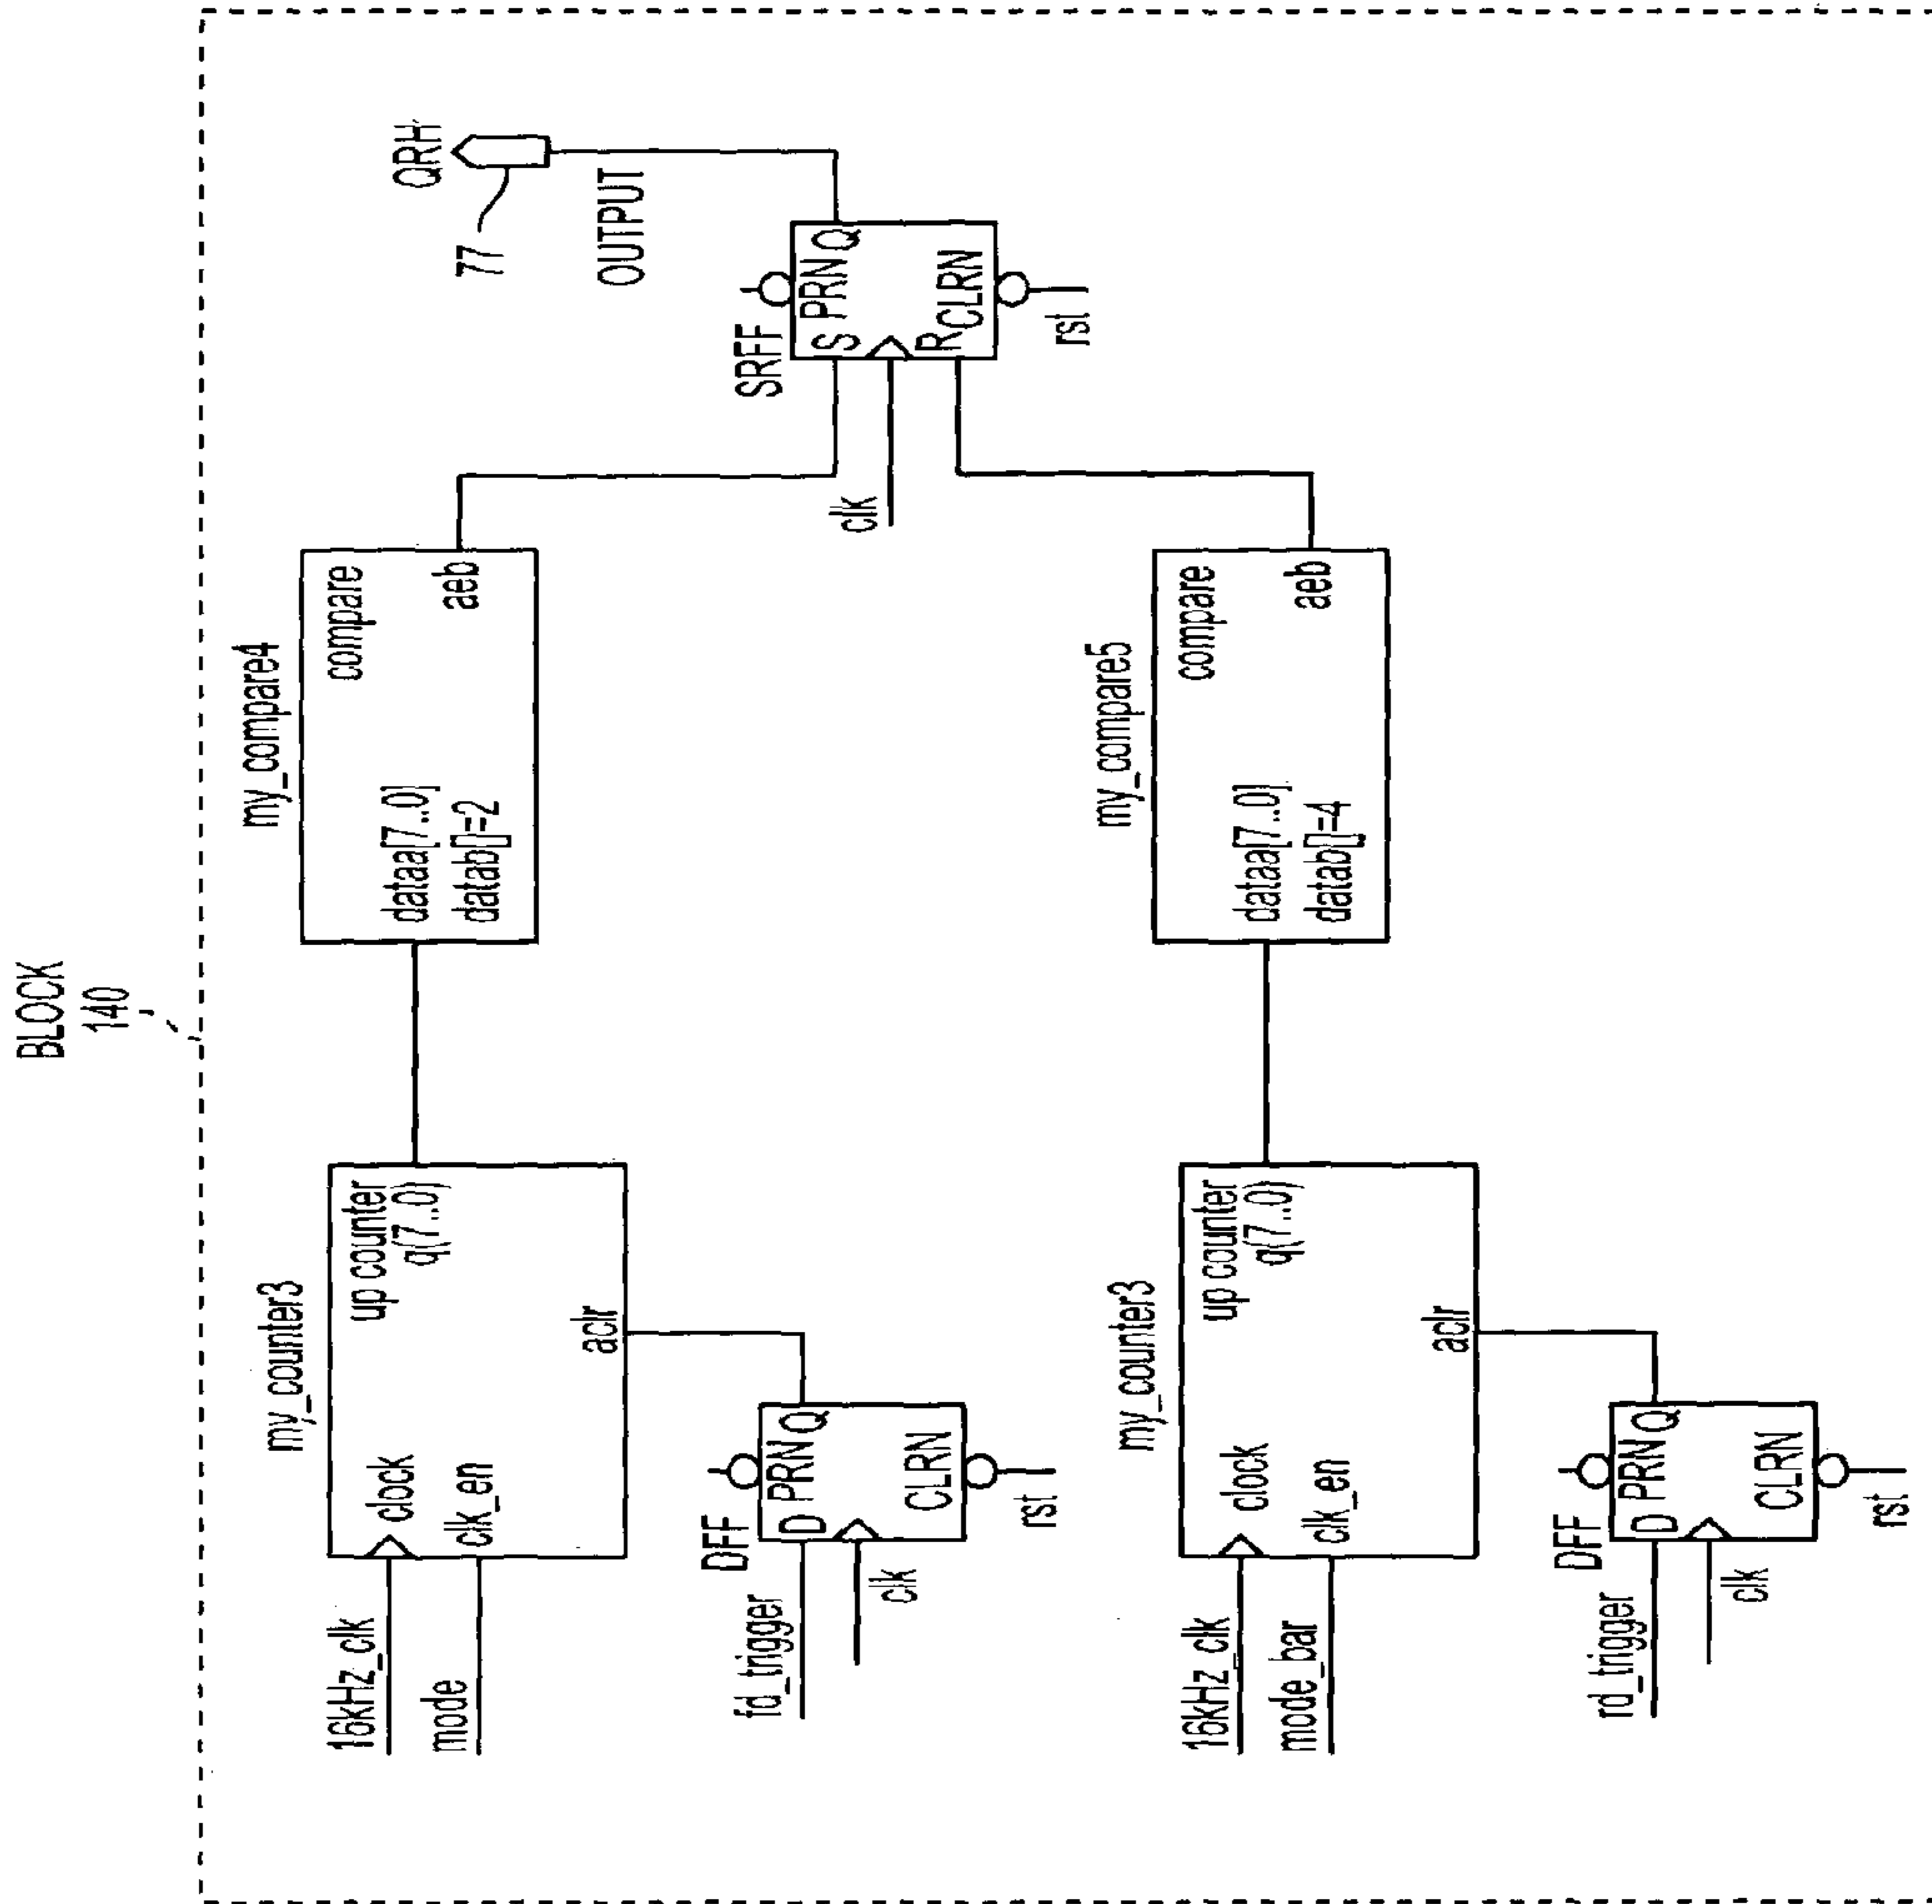 BLOCK
140
my_counter3
up counter
q(7..0)
clock
clk_en
aclr
16kHz_clk
mode
DFF
D PRN Q
CLRN
fd_trigger
clk
rst
my_compare4
compare
dataa[7..0]
datab[]=2
aeb
SRFF
S PRN Q
R CLRN
clk
rst
OUTPUT
QRH
77
my_counter3
up counter
q(7..0)
clock
clk_en
aclr
16kHz_clk
mode_bar
DFF
D PRN Q
CLRN
rd_trigger
clk
rst
my_compare5
compare
dataa[7..0]
datab[]=4
aeb